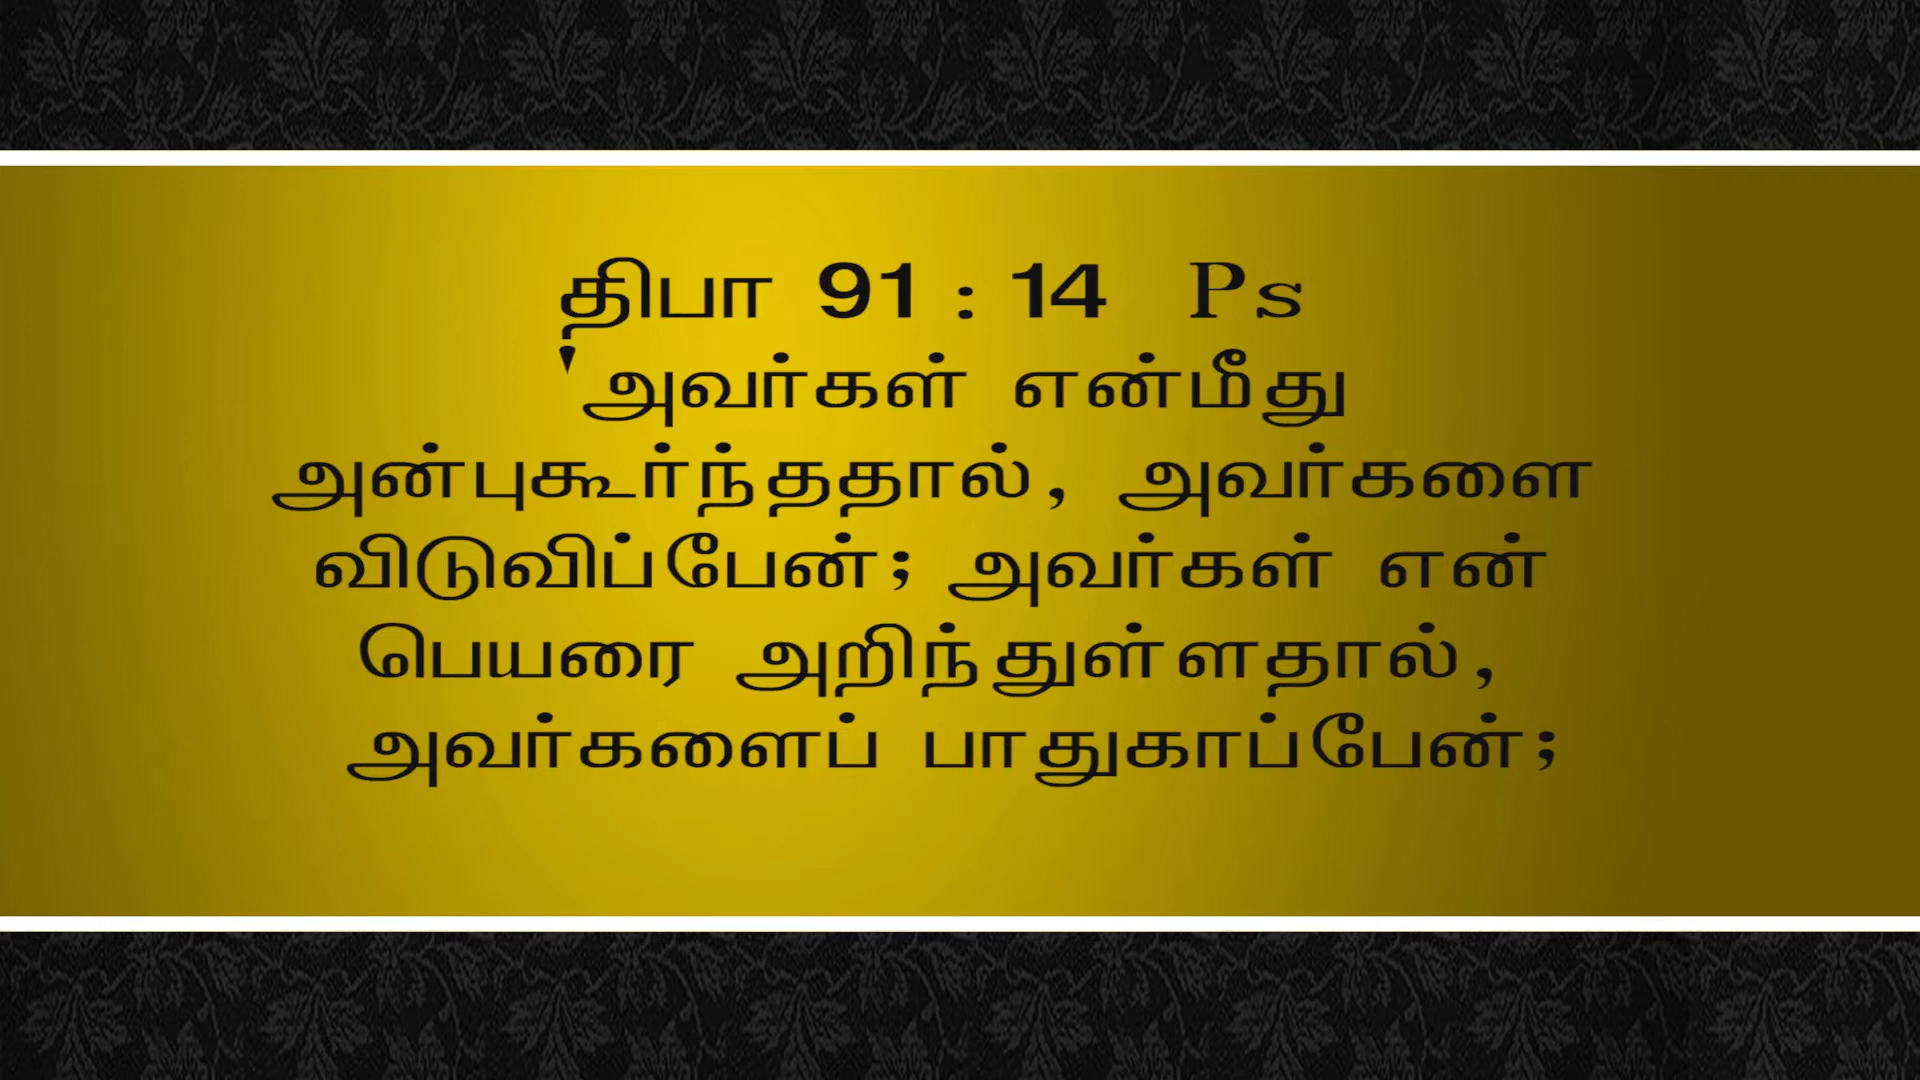 திபா 91 : 14 Ps
'அவர்கள் என்மீது
அன்புகூர்ந்ததால், அவர்களை
விடுவிப்பேன்; அவர்கள் என்
பெயரை அறிந்துள்ளதால்,
அவர்களைப் பாதுகாப்பேன்;